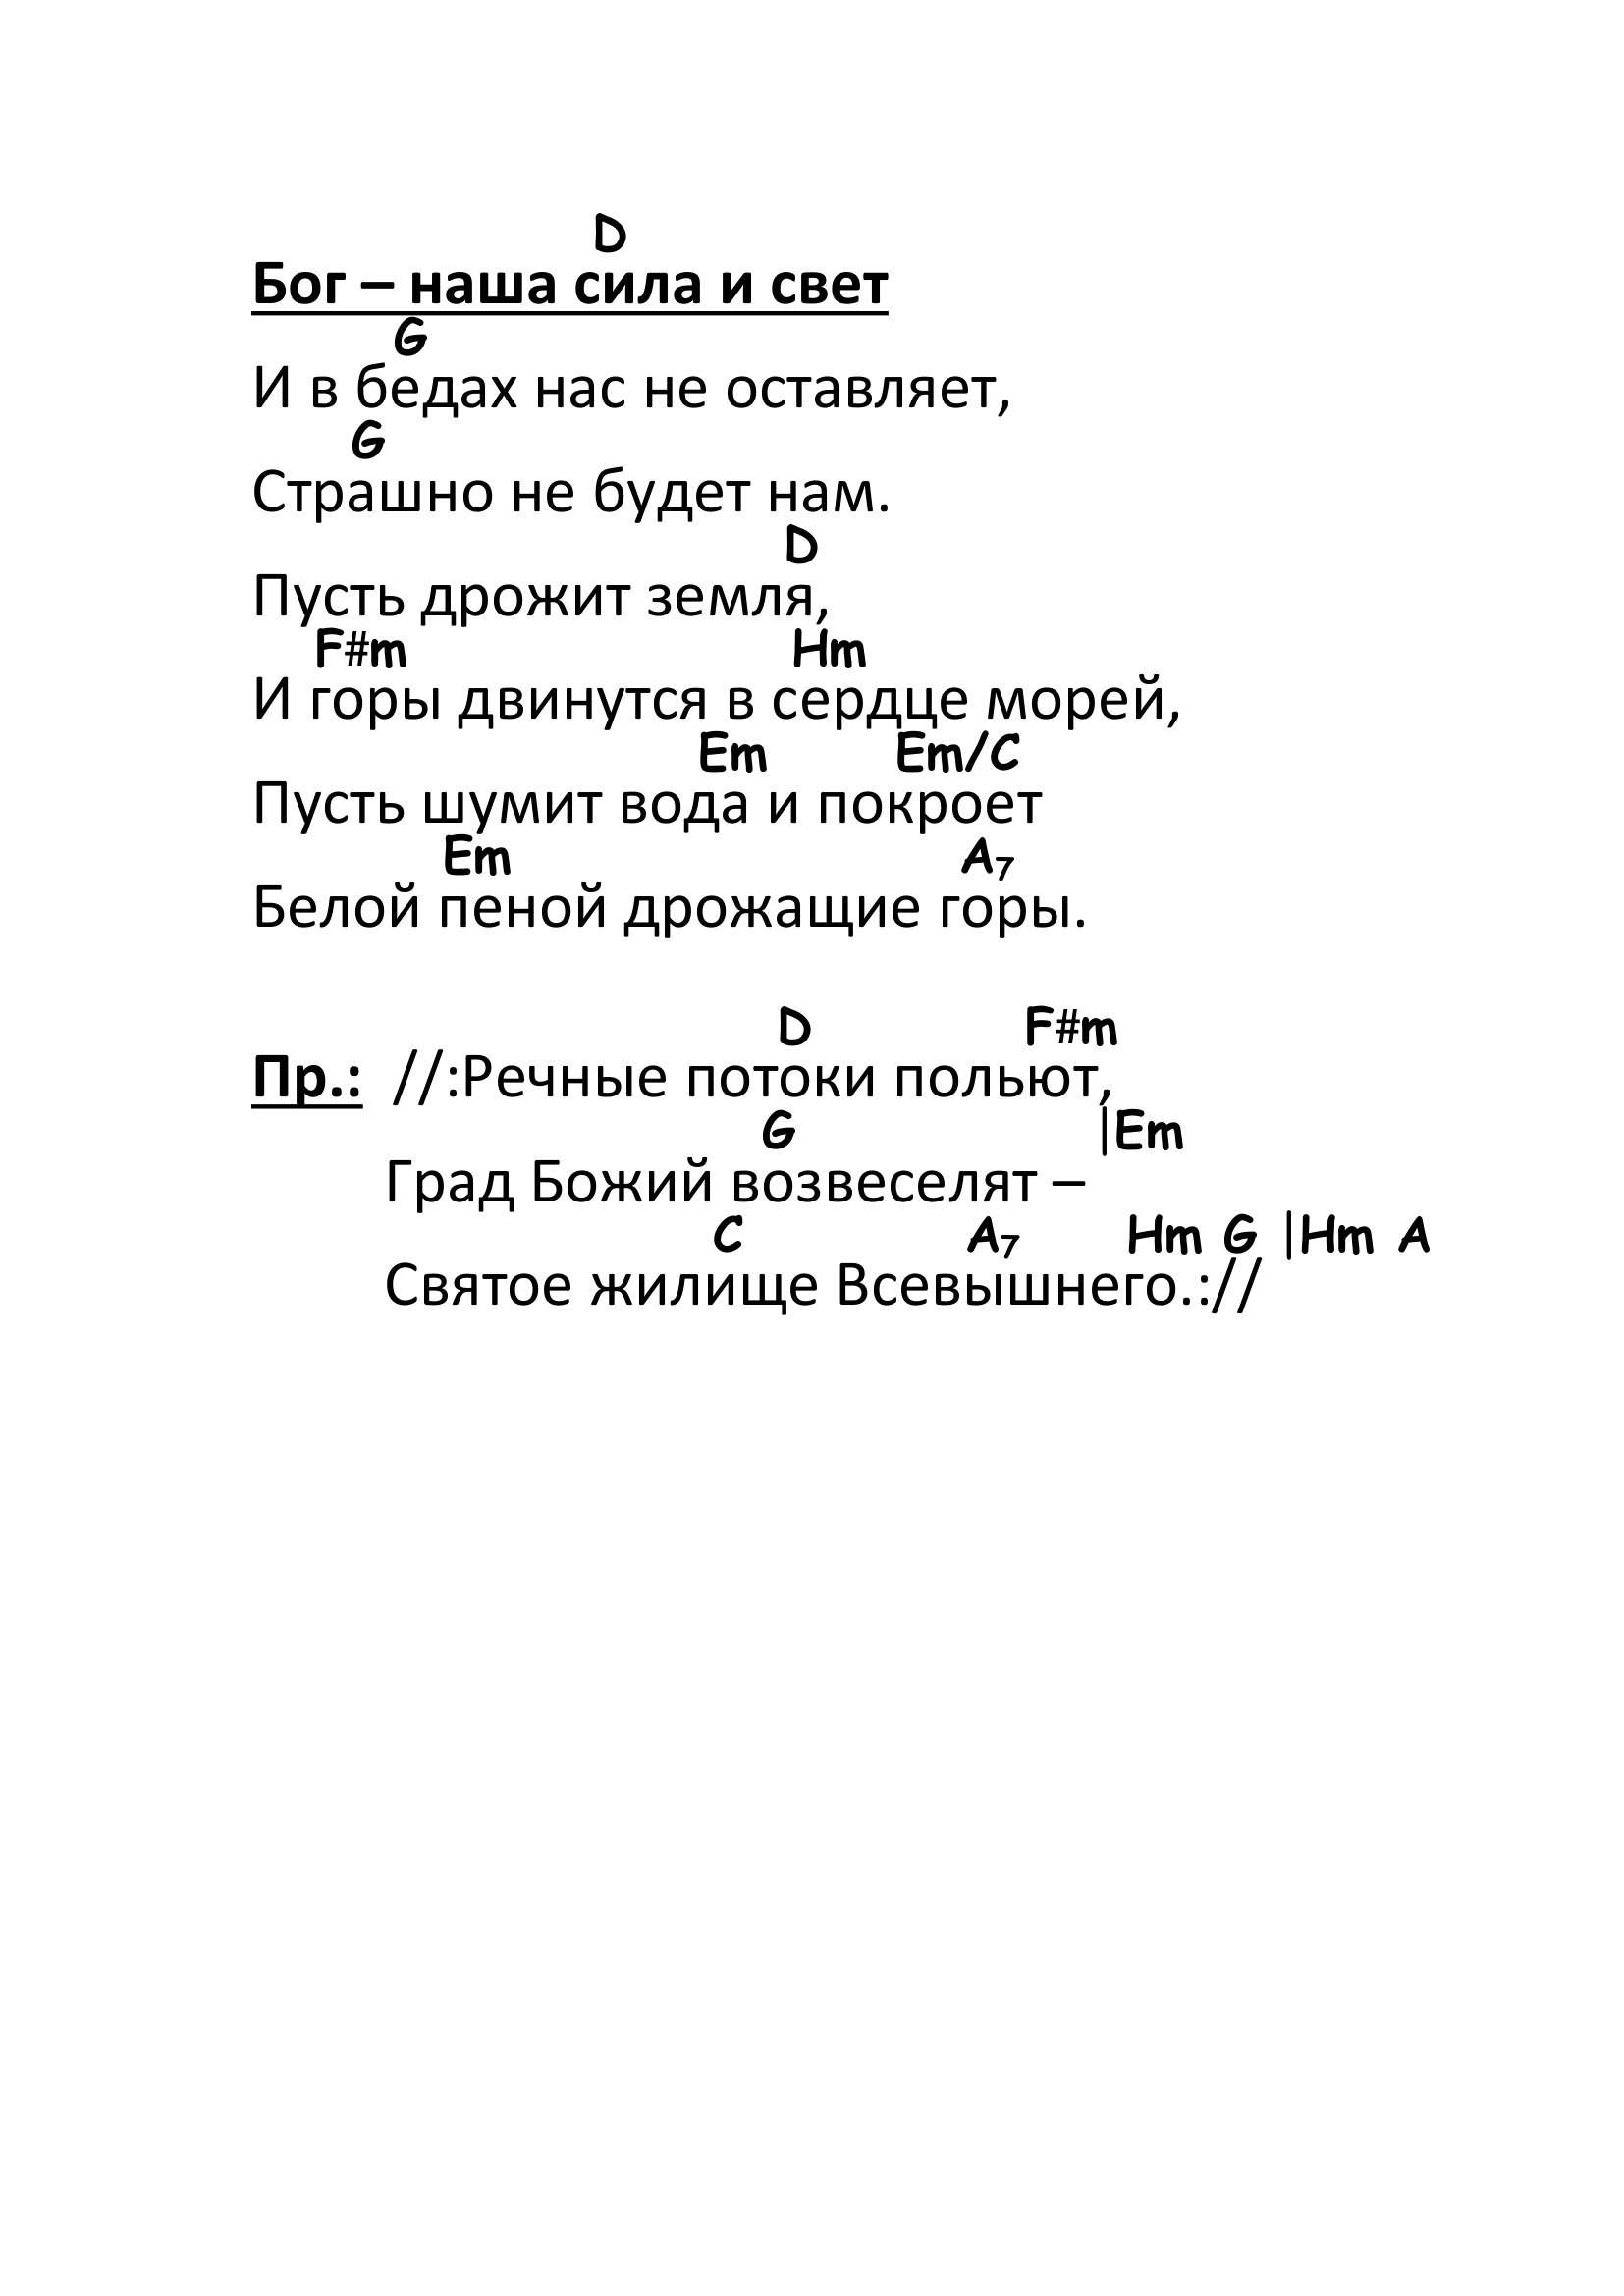 D
Бог – наша сила и свет
G
И в бедах нас не оставляет,
G
Страшно не будет нам.
D
Пусть дрожит земля,
F#m Hm
И горы двинутся в сердце морей,
Em Em/C
Пусть шумит вода и покроет
Em A7
Белой пеной дрожащие горы.
D F#m
Пр.: //:Речные потоки польют,
G |Em
Град Божий возвеселят –
C A7 Hm G |Hm A
Святое жилище Всевышнего.://